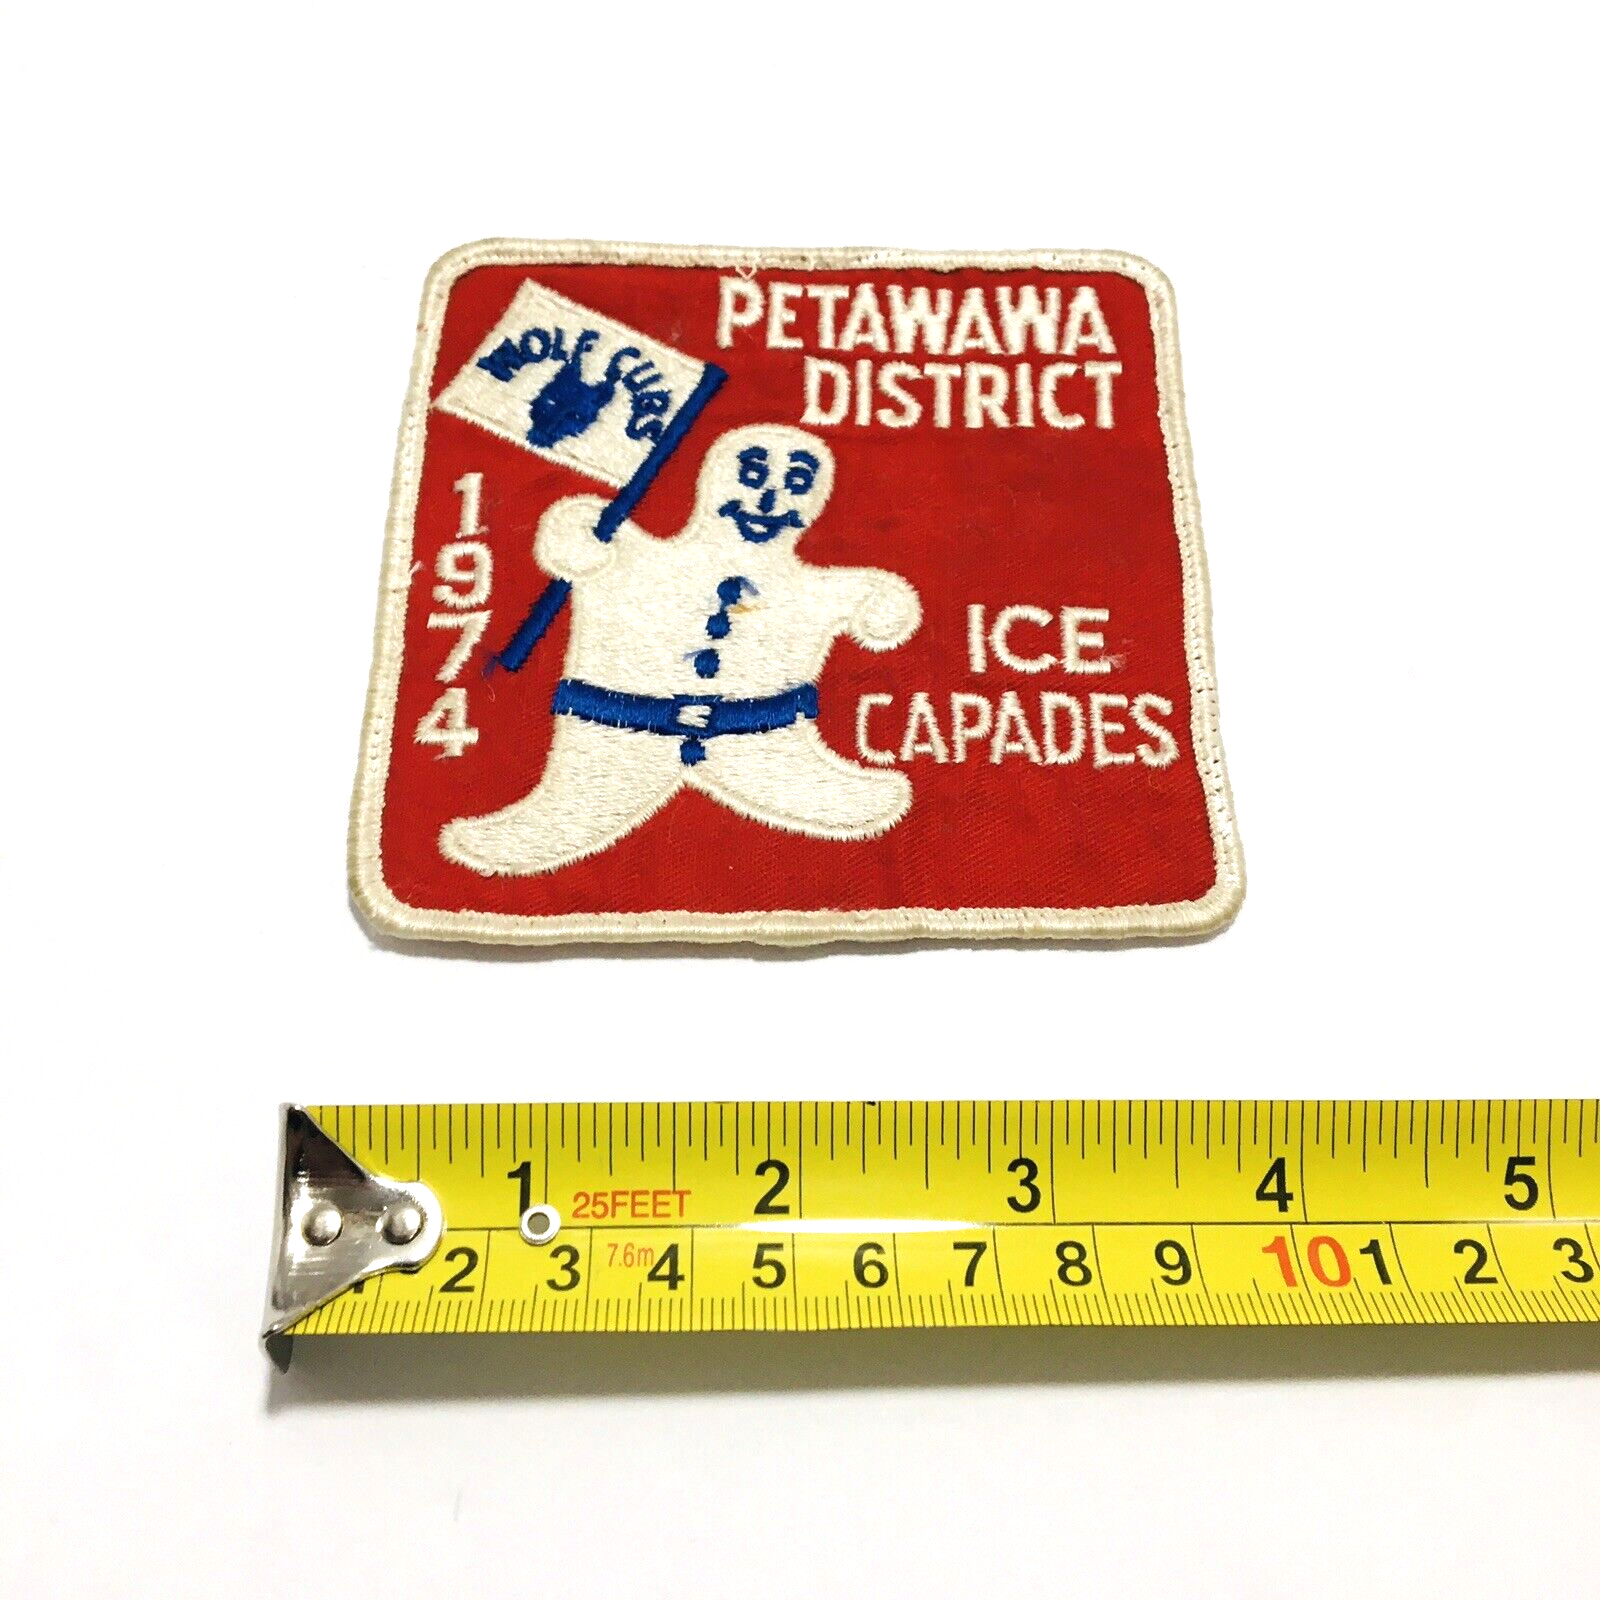 PETAWAWA
DISTRICT
WOLF CUBS
1974
ICE
CAPADES
1 2 3 4 5
25FEET
7.6m
1 2 3 4 5 6 7 8 9 10 1 2 3